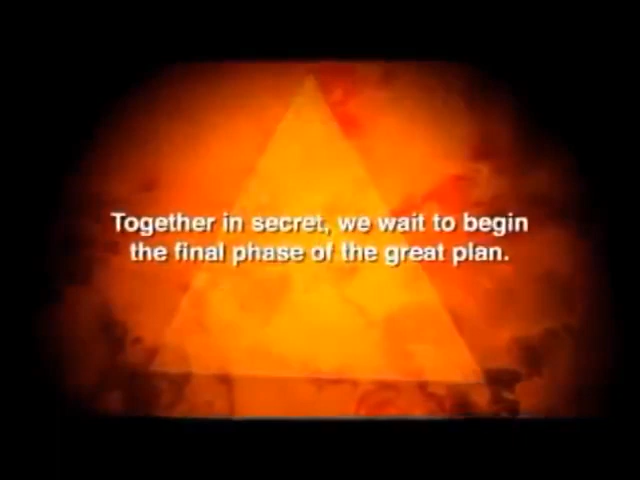 Together in secret, we wait to begin
the final phase of the great plan.